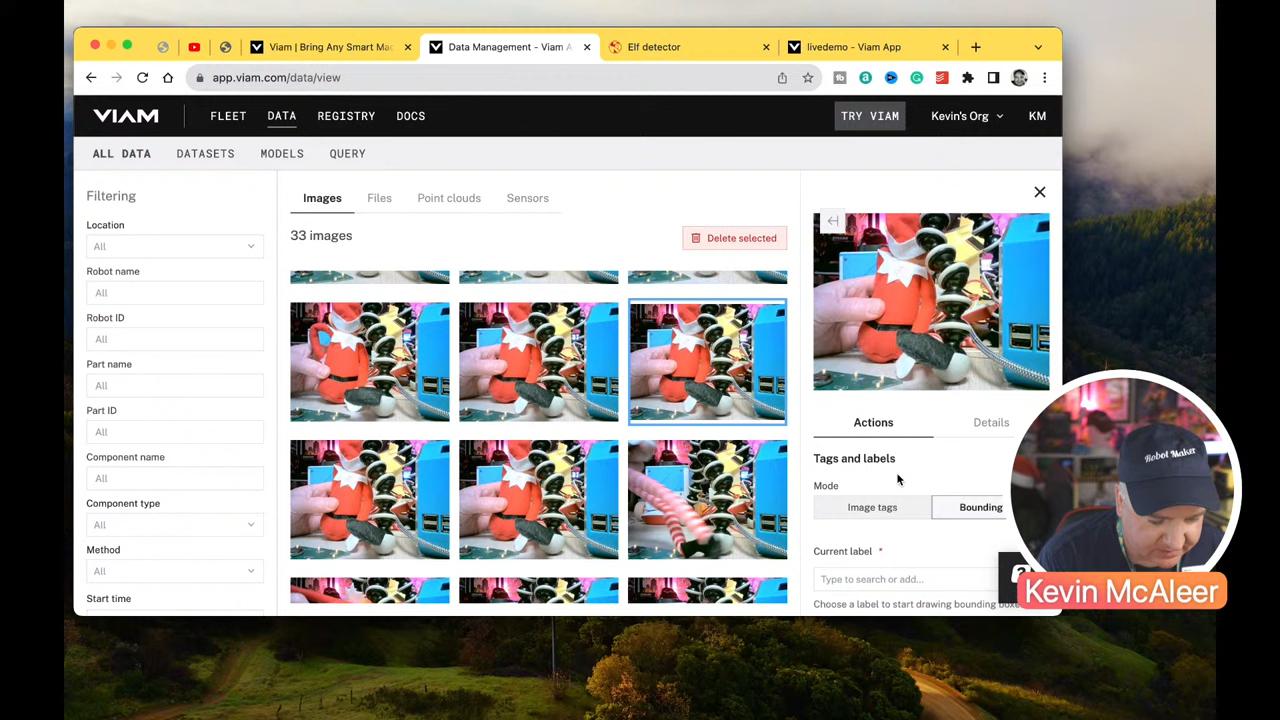 Viam | Bring Any Smart Ma
Data Management - Viam A
Elf detector
livedemo - Viam App
app.viam.com/data/view
VIAM
FLEET
DATA
REGISTRY
DOCS
TRY VIAM
Kevin's Org
KM
ALL DATA
DATASETS
MODELS
QUERY
Filtering
Location
All
Robot name
All
Robot ID
All
Part name
All
Part ID
All
Component name
All
Component type
All
Method
All
Start time
Images
Files
Point clouds
Sensors
33 images
Delete selected
Actions
Details
Tags and labels
Mode
Image tags
Bounding
Current label *
Type to search or add...
Choose a label to start drawing bounding boxes
Robot Maker
Kevin McAleer